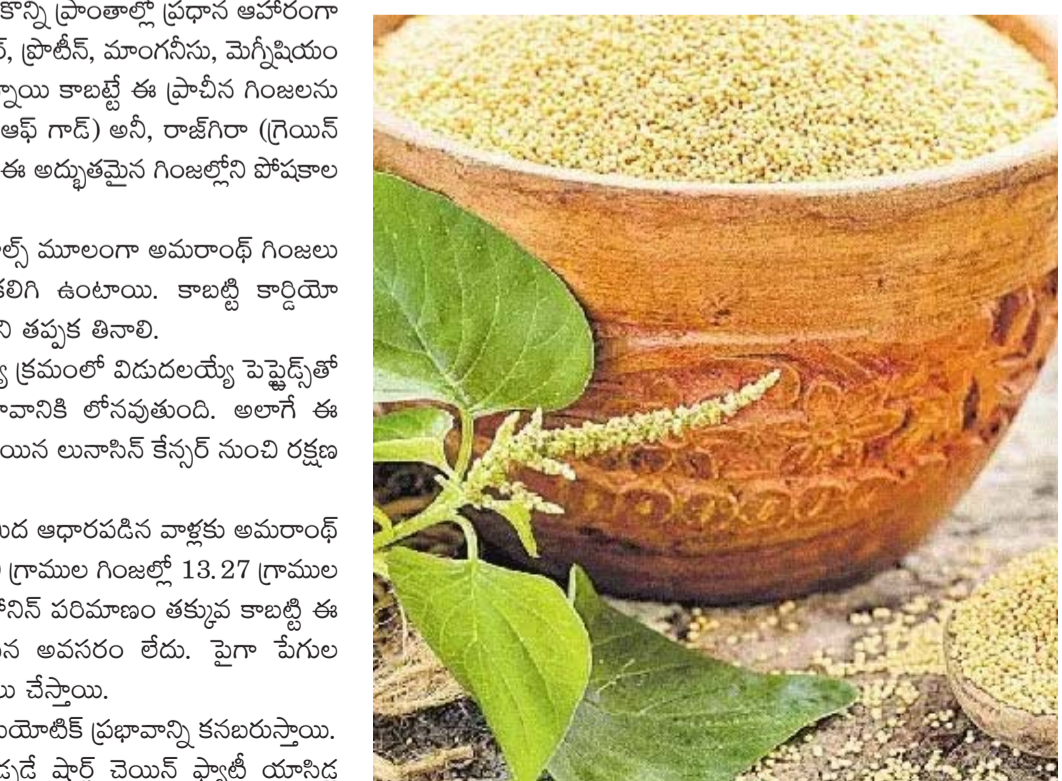 కొన్ని ప్రాంతాల్లో ప్రధాన ఆహారంగా
ప్రొటీన్, మాంగనీసు, మెగ్నీషియం
కాబట్టే ఈ ప్రాచీన గింజలను
ఆఫ్ గాడ్) అనీ, రాజ్‌గిరా (గ్రెయిన్
ఈ అద్భుతమైన గింజల్లోని పోషకాల
మూలంగా అమరాంథ్ గింజలు
ఉంటాయి. కాబట్టి కార్డియో
తప్పక తినాలి.
క్రమంలో విడుదలయ్యే పెప్టైడ్స్‌తో
లోనవుతుంది. అలాగే ఈ
లునాసిన్ కేన్సర్ నుంచి రక్షణ
ఆధారపడిన వాళ్లకు అమరాంథ్
గ్రాముల గింజల్లో 13.27 గ్రాముల
పరిమాణం తక్కువ కాబట్టి ఈ
అవసరం లేదు. పైగా పేగుల
చేస్తాయి.
ప్రభావాన్ని కనబరుస్తాయి.
షార్ట్ చెయిన్ ఫ్యాటీ యాసిడ్ల